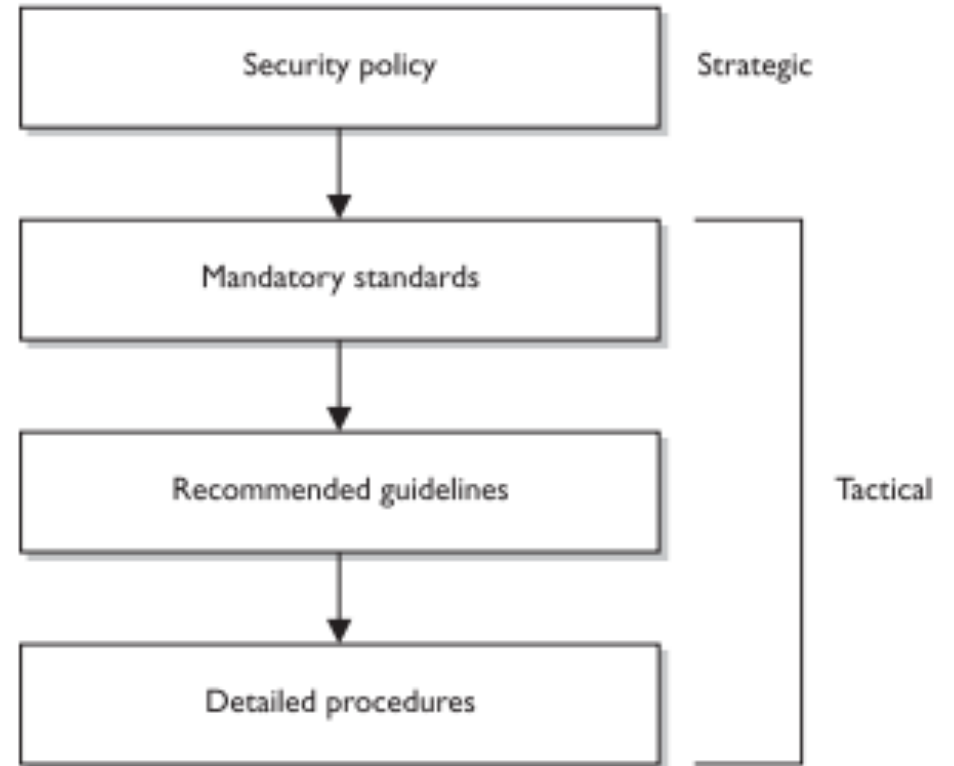 Security policy
Strategic
Mandatory standards
Recommended guidelines
Tactical
Detailed procedures